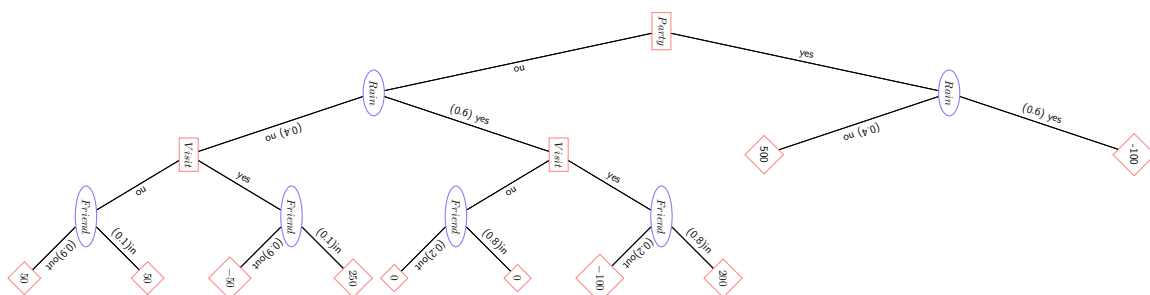 Party
no
yes
Rain
Rain
(0.4) no
(0.6) yes
(0.4) no
(0.6) yes
Visit
Visit
500
-100
no
yes
no
yes
Friend
Friend
Friend
Friend
(0.9)out
(0.1)in
(0.9)out
(0.1)in
(0.2)out
(0.8)in
(0.2)out
(0.8)in
50
50
−50
250
0
0
−100
200